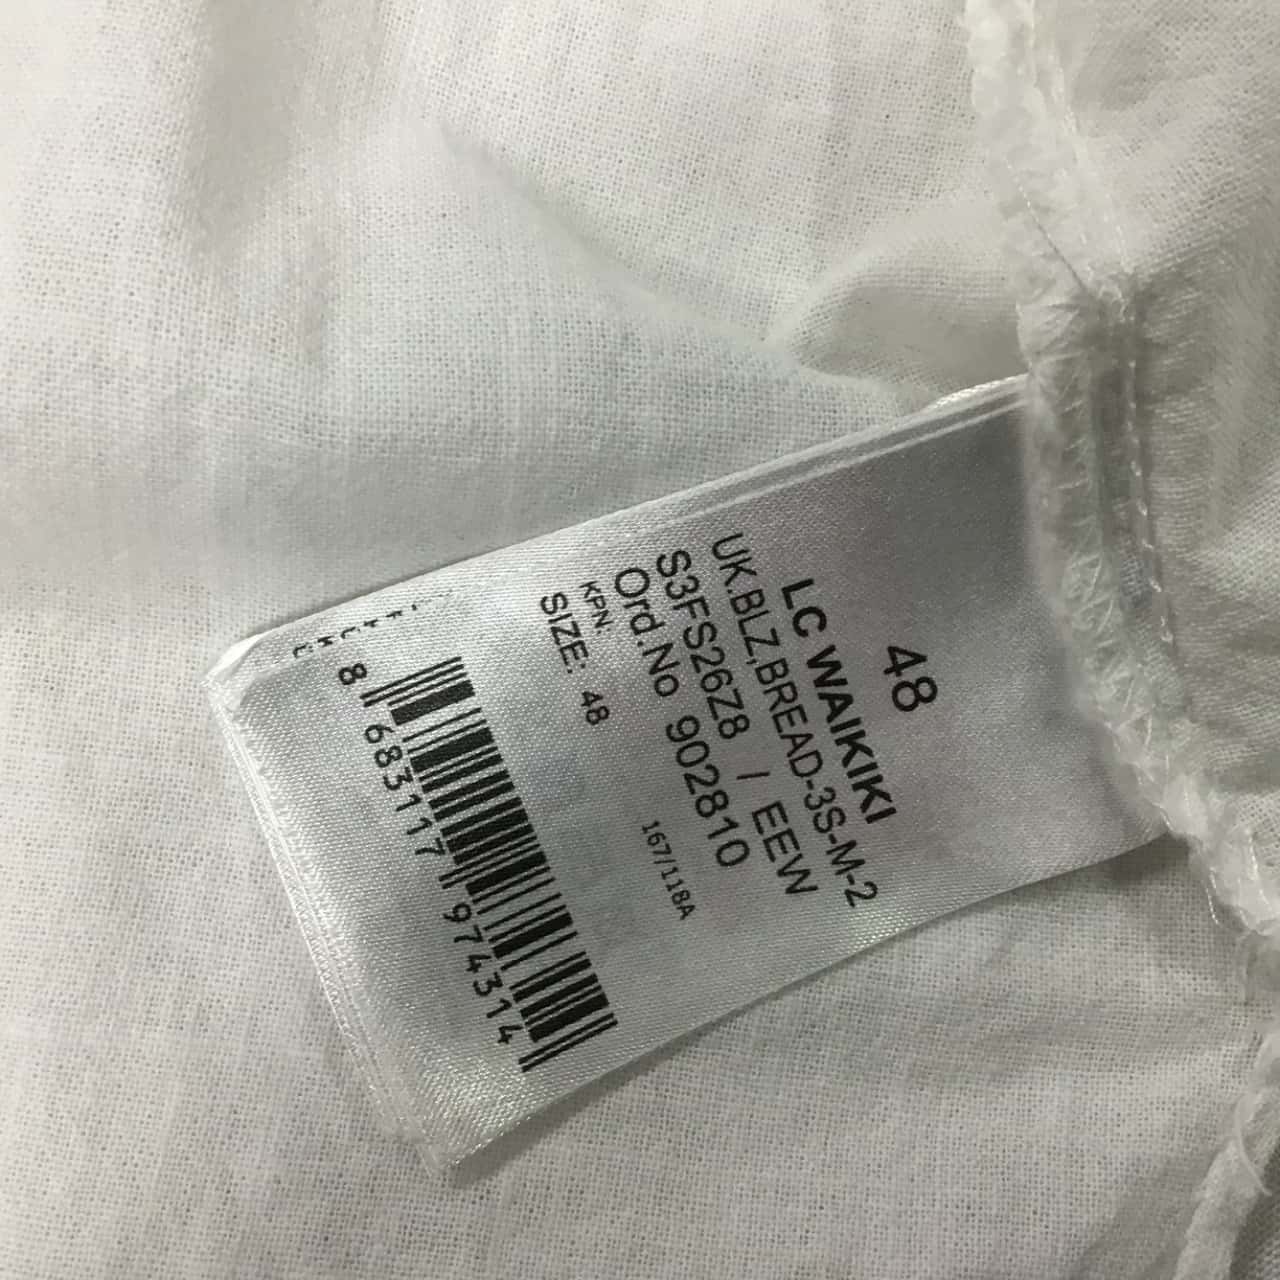 48
LC WAIKIKI
UK.BLZ,BREAD-3S-M-2
S3FS26Z8 / EEW
Ord.No 902810
KPN: 167/118A
SIZE: 48
8 683117 974314